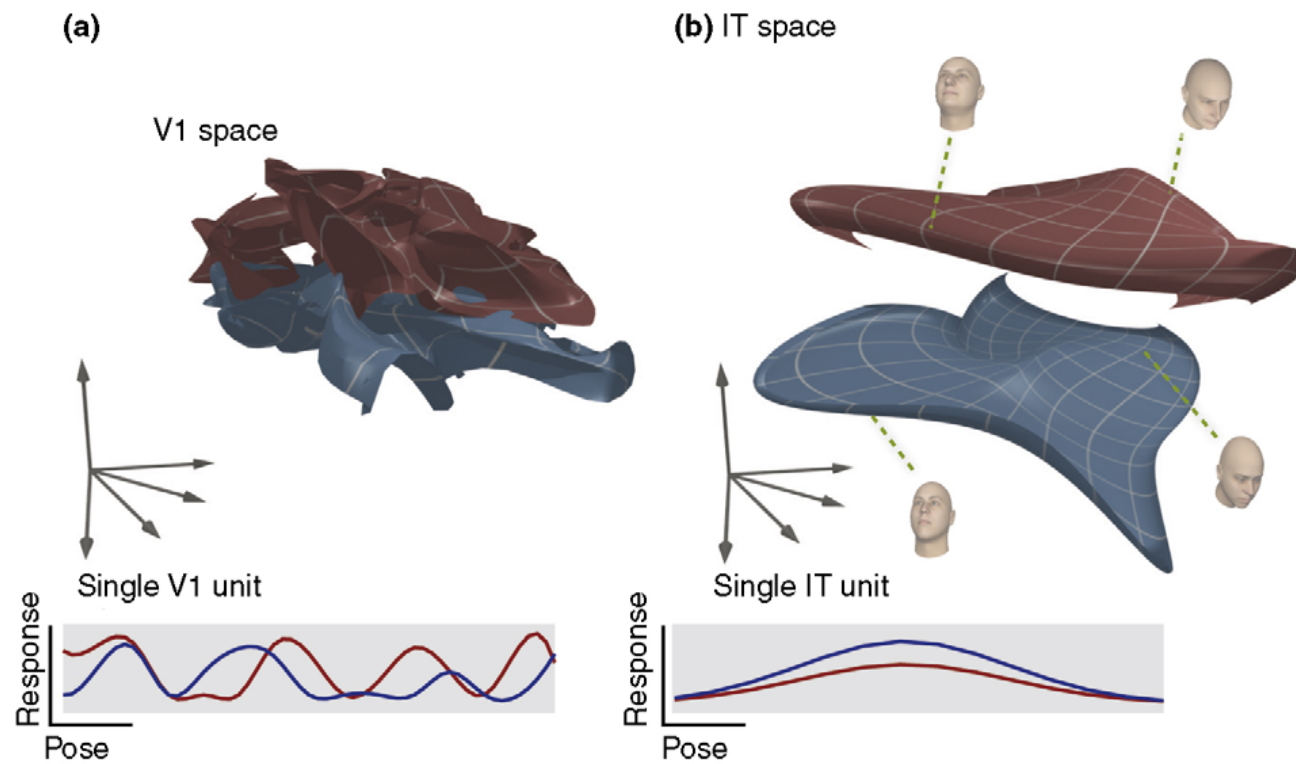 (a)
V1 space
Single V1 unit
Response
Pose
(b) IT space
Single IT unit
Response
Pose